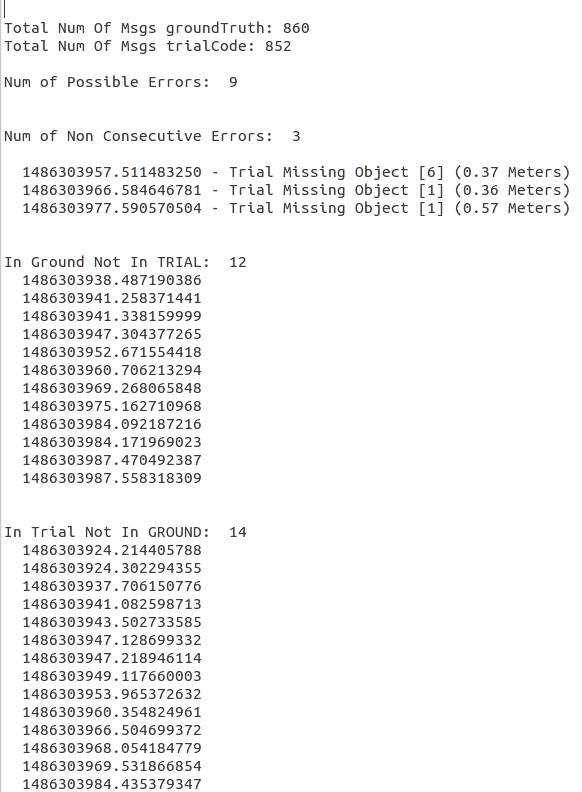 Total Num Of Msgs groundTruth: 860
Total Num Of Msgs trialCode: 852
Num of Possible Errors:  9
Num of Non Consecutive Errors:  3
1486303957.511483250 - Trial Missing Object [6] (0.37 Meters)
1486303966.584646781 - Trial Missing Object [1] (0.36 Meters)
1486303977.590570504 - Trial Missing Object [1] (0.57 Meters)
In Ground Not In TRIAL:  12
1486303938.487190386
1486303941.258371441
1486303941.338159999
1486303947.304377265
1486303952.671554418
1486303960.706213294
1486303969.268065848
1486303975.162710968
1486303984.092187216
1486303984.171969023
1486303987.470492387
1486303987.558318309
In Trial Not In GROUND:  14
1486303924.214405788
1486303924.302294355
1486303937.706150776
1486303941.082598713
1486303943.502733585
1486303947.128699332
1486303947.218946114
1486303949.117660003
1486303953.965372632
1486303960.354824961
1486303966.504699372
1486303968.054184779
1486303969.531866854
1486303984.435379347